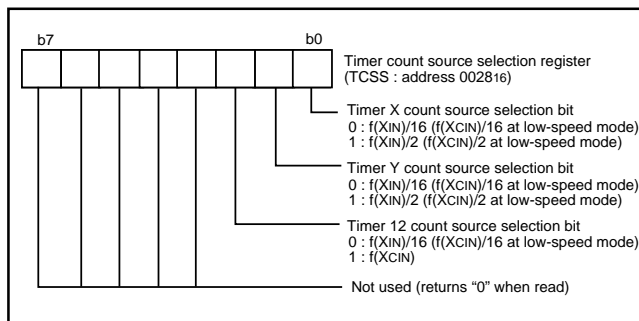 b7
b0
Timer count source selection register
(TCSS : address 002816)
Timer X count source selection bit
0 : f(XIN)/16 (f(XCIN)/16 at low-speed mode)
1 : f(XIN)/2 (f(XCIN)/2 at low-speed mode)
Timer Y count source selection bit
0 : f(XIN)/16 (f(XCIN)/16 at low-speed mode)
1 : f(XIN)/2 (f(XCIN)/2 at low-speed mode)
Timer 12 count source selection bit
0 : f(XIN)/16 (f(XCIN)/16 at low-speed mode)
1 : f(XCIN)
Not used (returns “0” when read)